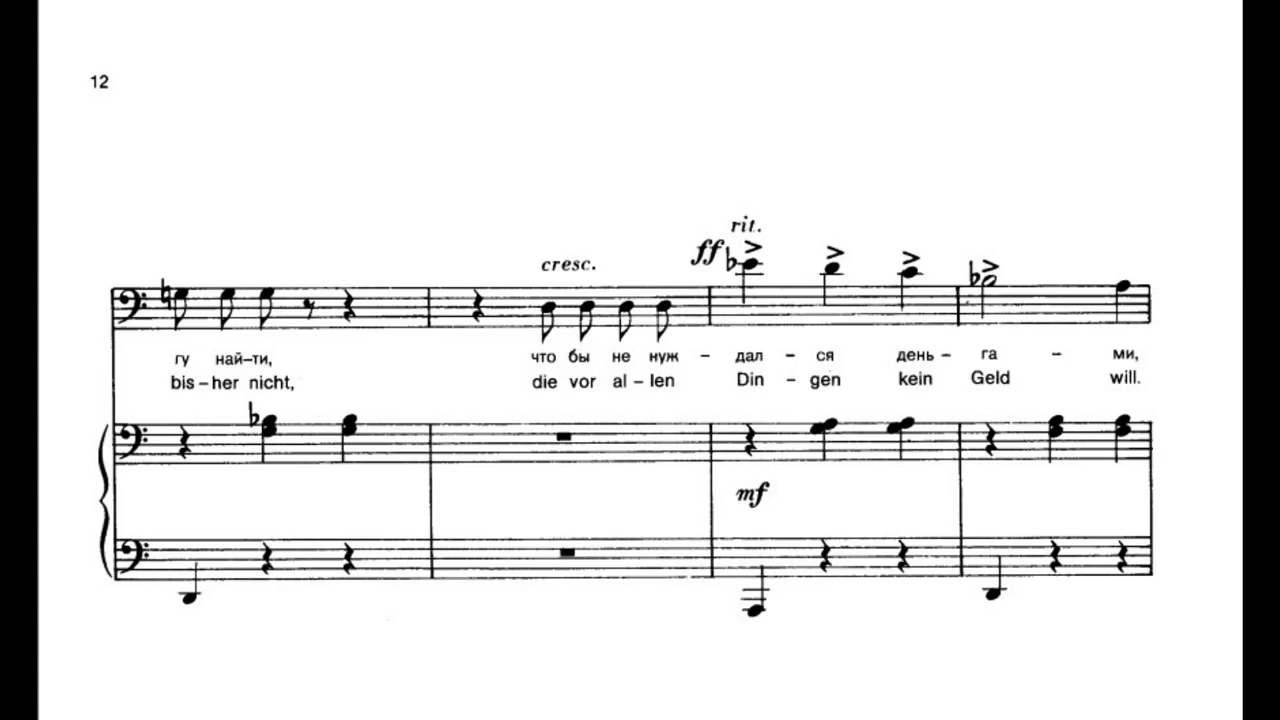 12
rit.
cresc.
ff
гу най–ти, что бы не нуж – дал – ся день – га – ми,
bis – her nicht, die vor al – len Din – gen kein Geld will.
mf